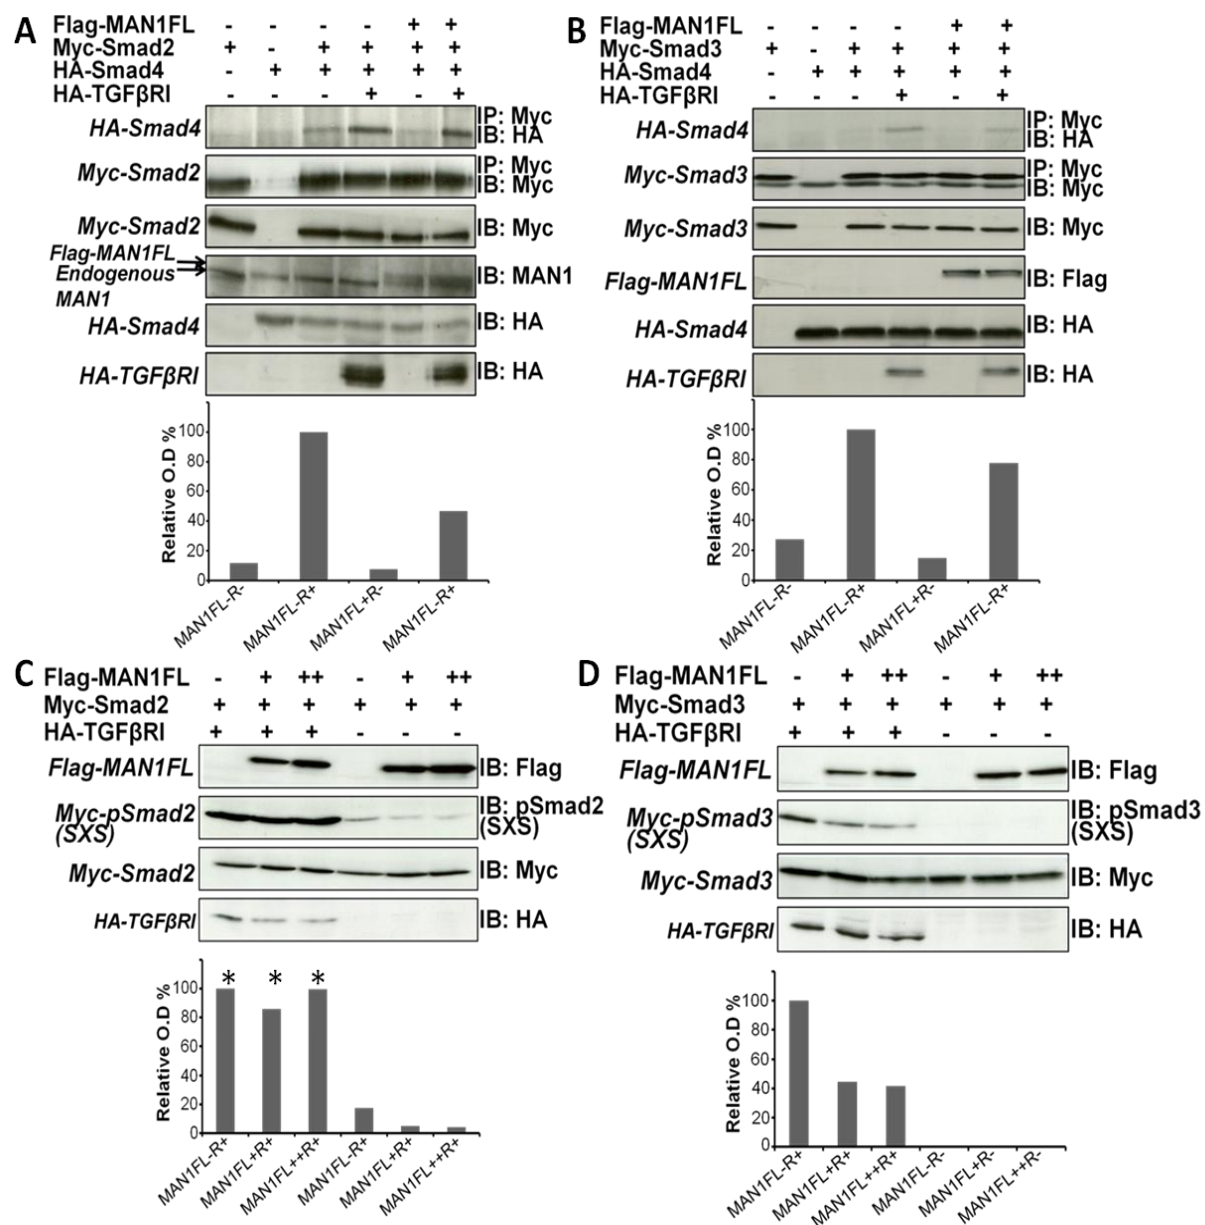 A
Flag-MAN1FL - - - - + +
Myc-Smad2 + - + + + +
HA-Smad4 - + + + + +
HA-TGFβRI - - - + - +
HA-Smad4 IP: Myc
IB: HA
Myc-Smad2 IP: Myc
IB: Myc
Myc-Smad2 IB: Myc
Flag-MAN1FL
Endogenous
MAN1 IB: MAN1
HA-Smad4 IB: HA
HA-TGFβRI IB: HA
Relative O.D %
100
80
60
40
20
0
MAN1FL-R- MAN1FL-R+ MAN1FL+R- MAN1FL-R+
B
Flag-MAN1FL - - - - + +
Myc-Smad3 + - + + + +
HA-Smad4 - + + + + +
HA-TGFβRI - - - + - +
HA-Smad4 IP: Myc
IB: HA
Myc-Smad3 IP: Myc
IB: Myc
Myc-Smad3 IB: Myc
Flag-MAN1FL IB: Flag
HA-Smad4 IB: HA
HA-TGFβRI IB: HA
Relative O.D %
100
80
60
40
20
0
MAN1FL-R- MAN1FL-R+ MAN1FL+R- MAN1FL-R+
C
Flag-MAN1FL - + ++ - + ++
Myc-Smad2 + + + + + +
HA-TGFβRI + + + - - -
Flag-MAN1FL IB: Flag
Myc-pSmad2 IB: pSmad2
(SXS) (SXS)
Myc-Smad2 IB: Myc
HA-TGFβRI IB: HA
Relative O.D %
* * *
100
80
60
40
20
0
MAN1FL-R+ MAN1FL+R+ MAN1FL++R+ MAN1FL-R+ MAN1FL+R+ MAN1FL++R+
D
Flag-MAN1FL - + ++ - + ++
Myc-Smad3 + + + + + +
HA-TGFβRI + + + - - -
Flag-MAN1FL IB: Flag
Myc-pSmad3 IB: pSmad3
(SXS) (SXS)
Myc-Smad3 IB: Myc
HA-TGFβRI IB: HA
Relative O.D %
100
80
60
40
20
0
MAN1FL-R+ MAN1FL+R+ MAN1FL++R+ MAN1FL-R- MAN1FL+R- MAN1FL++R-